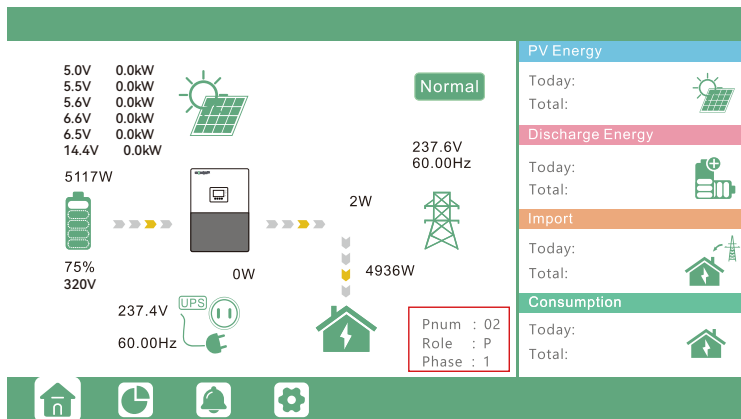 5.0V 0.0kW
5.5V 0.0kW
5.6V 0.0kW
6.6V 0.0kW
6.5V 0.0kW
14.4V 0.0kW
Normal
237.6V
60.00Hz
5117W
2W
75%
320V
0W
4936W
237.4V
UPS
60.00Hz
Pnum : 02
Role : P
Phase : 1
PV Energy
Today:
Total:
Discharge Energy
Today:
Total:
Import
Today:
Total:
Consumption
Today:
Total: